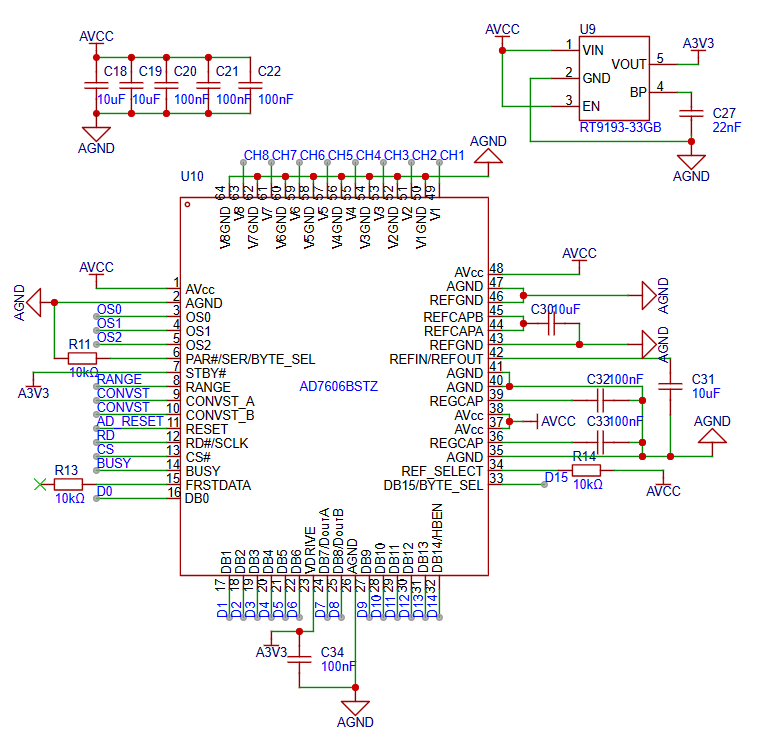 AVCC
C18
C19
C20
C21
C22
10uF
10uF
100nF
100nF
100nF
AGND
AVCC
U9
A3V3
1
VIN
VOUT
5
2
GND
BP
4
3
EN
RT9193-33GB
C27
22nF
AGND
CH8 CH7 CH6 CH5 CH4 CH3 CH2 CH1
AGND
U10
64 63 62 61 60 59 58 57 56 55 54 53 52 51 50 49
V8GND V8 V7GND V7 V6GND V6 V5GND V5 V4GND V4 V3GND V3 V2GND V2 V1GND V1
AVCC
AGND
OS0
OS1
OS2
R11
10kΩ
A3V3
RANGE
CONVST
CONVST
AD_RESET
RD
CS
BUSY
R13
10kΩ
D0
1 AVcc
2 AGND
3 OS0
4 OS1
5 OS2
6 PAR#/SER/BYTE_SEL
7 STBY#
8 RANGE
9 CONVST_A
10 CONVST_B
11 RESET
12 RD#/SCLK
13 CS#
14 BUSY
15 FRSTDATA
16 DB0
AD7606BSTZ
AVcc 48
AGND 47
REFGND 46
REFCAPB 45
REFCAPA 44
REFGND 43
REFIN/REFOUT 42
AGND 41
AGND 40
REGCAP 39
AVcc 38
AVcc 37
REGCAP 36
AGND 35
REF_SELECT 34
DB15/BYTE_SEL 33
AVCC
AGND
C30
10uF
AGND
C32
100nF
C31
10uF
AVCC
C33
100nF
AGND
R14
10kΩ
D15
AVCC
DB1 DB2 DB3 DB4 DB5 DB6 VDRIVE DB7/DoutA DB8/DoutB AGND DB9 DB10 DB11 DB12 DB13 DB14/HBEN
17 18 19 20 21 22 23 24 25 26 27 28 29 30 31 32
D1 D2 D3 D4 D5 D6 D7 D8 D9 D10 D11 D12 D13 D14
A3V3
C34
100nF
AGND